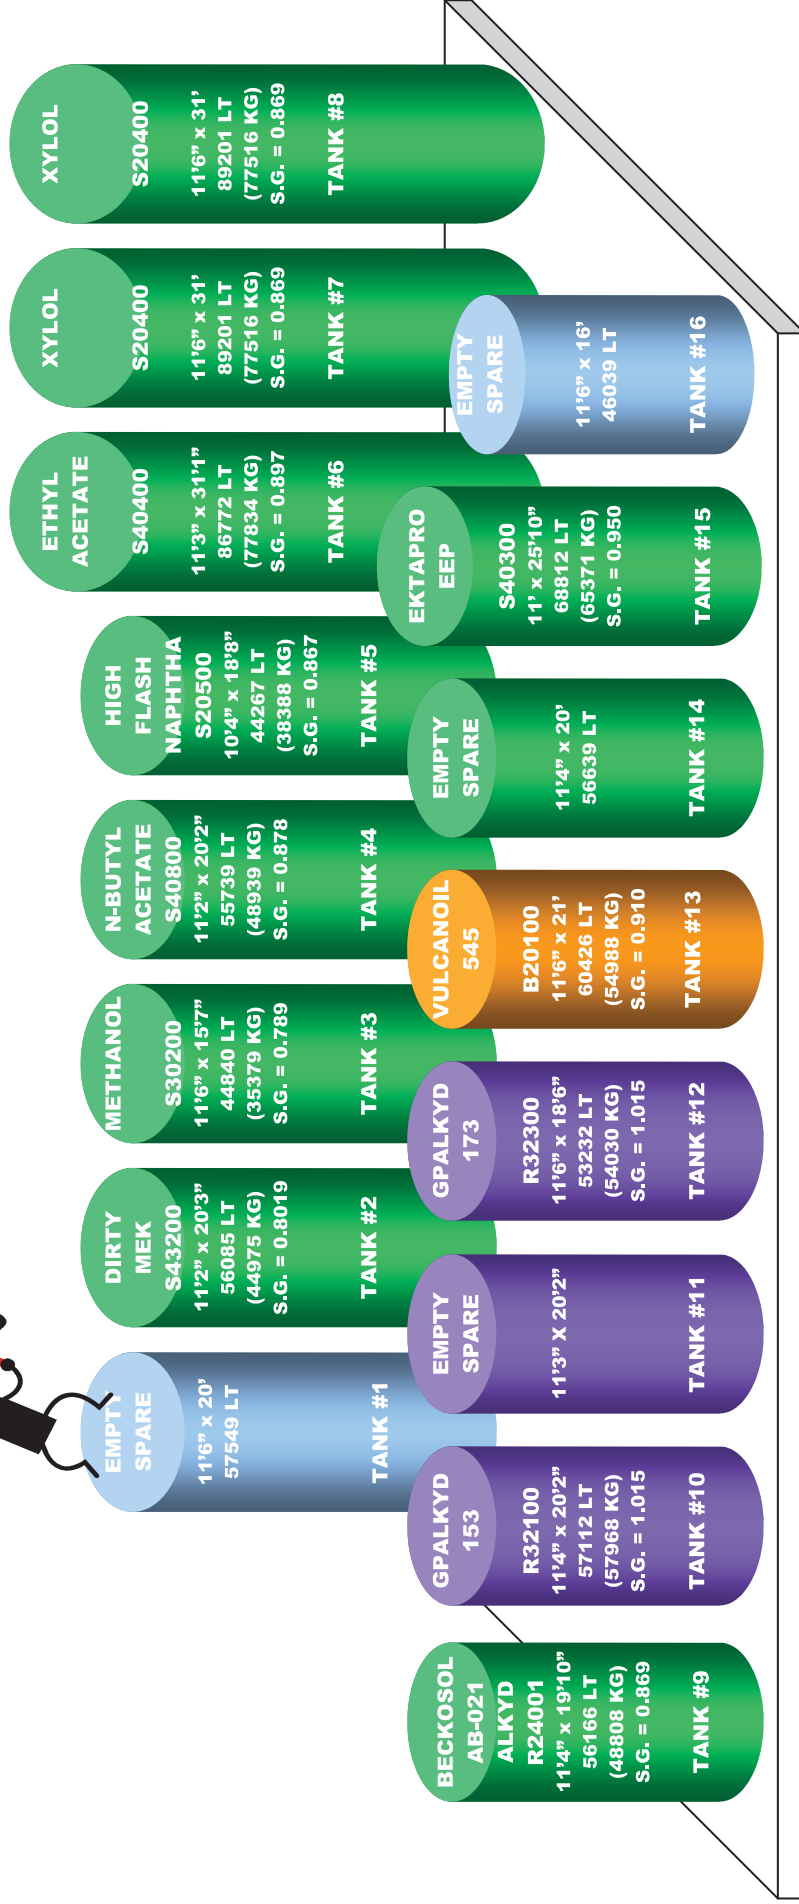 EMPTY
SPARE
11’6” x 20’
57549 LT
TANK #1
DIRTY
MEK
S43200
11’2” x 20’3”
56085 LT
(44975 KG)
S.G. = 0.8019
TANK #2
METHANOL
S30200
11’6” x 15’7”
44840 LT
(35379 KG)
S.G. = 0.789
TANK #3
N-BUTYL
ACETATE
S40800
11’2” x 20’2”
55739 LT
(48939 KG)
S.G. = 0.878
TANK #4
HIGH
FLASH
NAPHTHA
S20500
10’4” x 18’8”
44267 LT
(38388 KG)
S.G. = 0.867
TANK #5
ETHYL
ACETATE
S40400
11’3” x 31’1”
86772 LT
(77834 KG)
S.G. = 0.897
TANK #6
XYLOL
S20400
11’6” x 31’
89201 LT
(77516 KG)
S.G. = 0.869
TANK #7
XYLOL
S20400
11’6” x 31’
89201 LT
(77516 KG)
S.G. = 0.869
TANK #8
BECKOSOL
AB-021
ALKYD
R24001
11’4” x 19’10”
56166 LT
(48808 KG)
S.G. = 0.869
TANK #9
GPALKYD
153
R32100
11’4” x 20’2”
57112 LT
(57968 KG)
S.G. = 1.015
TANK #10
EMPTY
SPARE
11’3” X 20’2”
TANK #11
GPALKYD
173
R32300
11’6” x 18’6”
53232 LT
(54030 KG)
S.G. = 1.015
TANK #12
VULCANOIL
545
B20100
11’6” x 21’
60426 LT
(54988 KG)
S.G. = 0.910
TANK #13
EMPTY
SPARE
11’4” x 20’
56639 LT
TANK #14
EKTAPRO
EEP
S40300
11’ x 25’10”
68812 LT
(65371 KG)
S.G. = 0.950
TANK #15
EMPTY
SPARE
11’6” x 16’
46039 LT
TANK #16